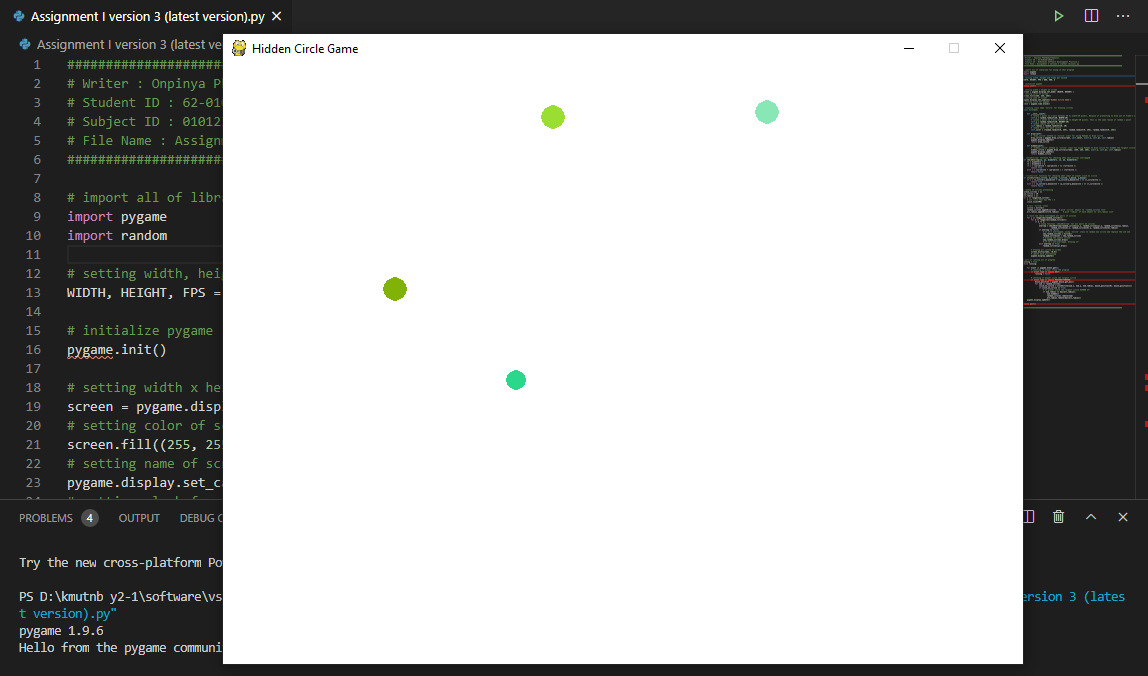 Assignment I version 3 (latest version).py
Assignment I version 3 (latest ve
Hidden Circle Game
1 ######################
2 # Writer : Onpinya P
3 # Student ID : 62-01
4 # Subject ID : 01012
5 # File Name : Assign
6 ######################
7
8 # import all of libr
9 import pygame
10 import random
11
12 # setting width, hei
13 WIDTH, HEIGHT, FPS =
14
15 # initialize pygame
16 pygame.init()
17
18 # setting width x he
19 screen = pygame.disp
20 # setting color of s
21 screen.fill((255, 25
22 # setting name of sc
23 pygame.display.set_c
PROBLEMS 4 OUTPUT DEBUG C
Try the new cross-platform Po
PS D:\kmutnb y2-1\software\vs ersion 3 (lates
t version).py"
pygame 1.9.6
Hello from the pygame communi